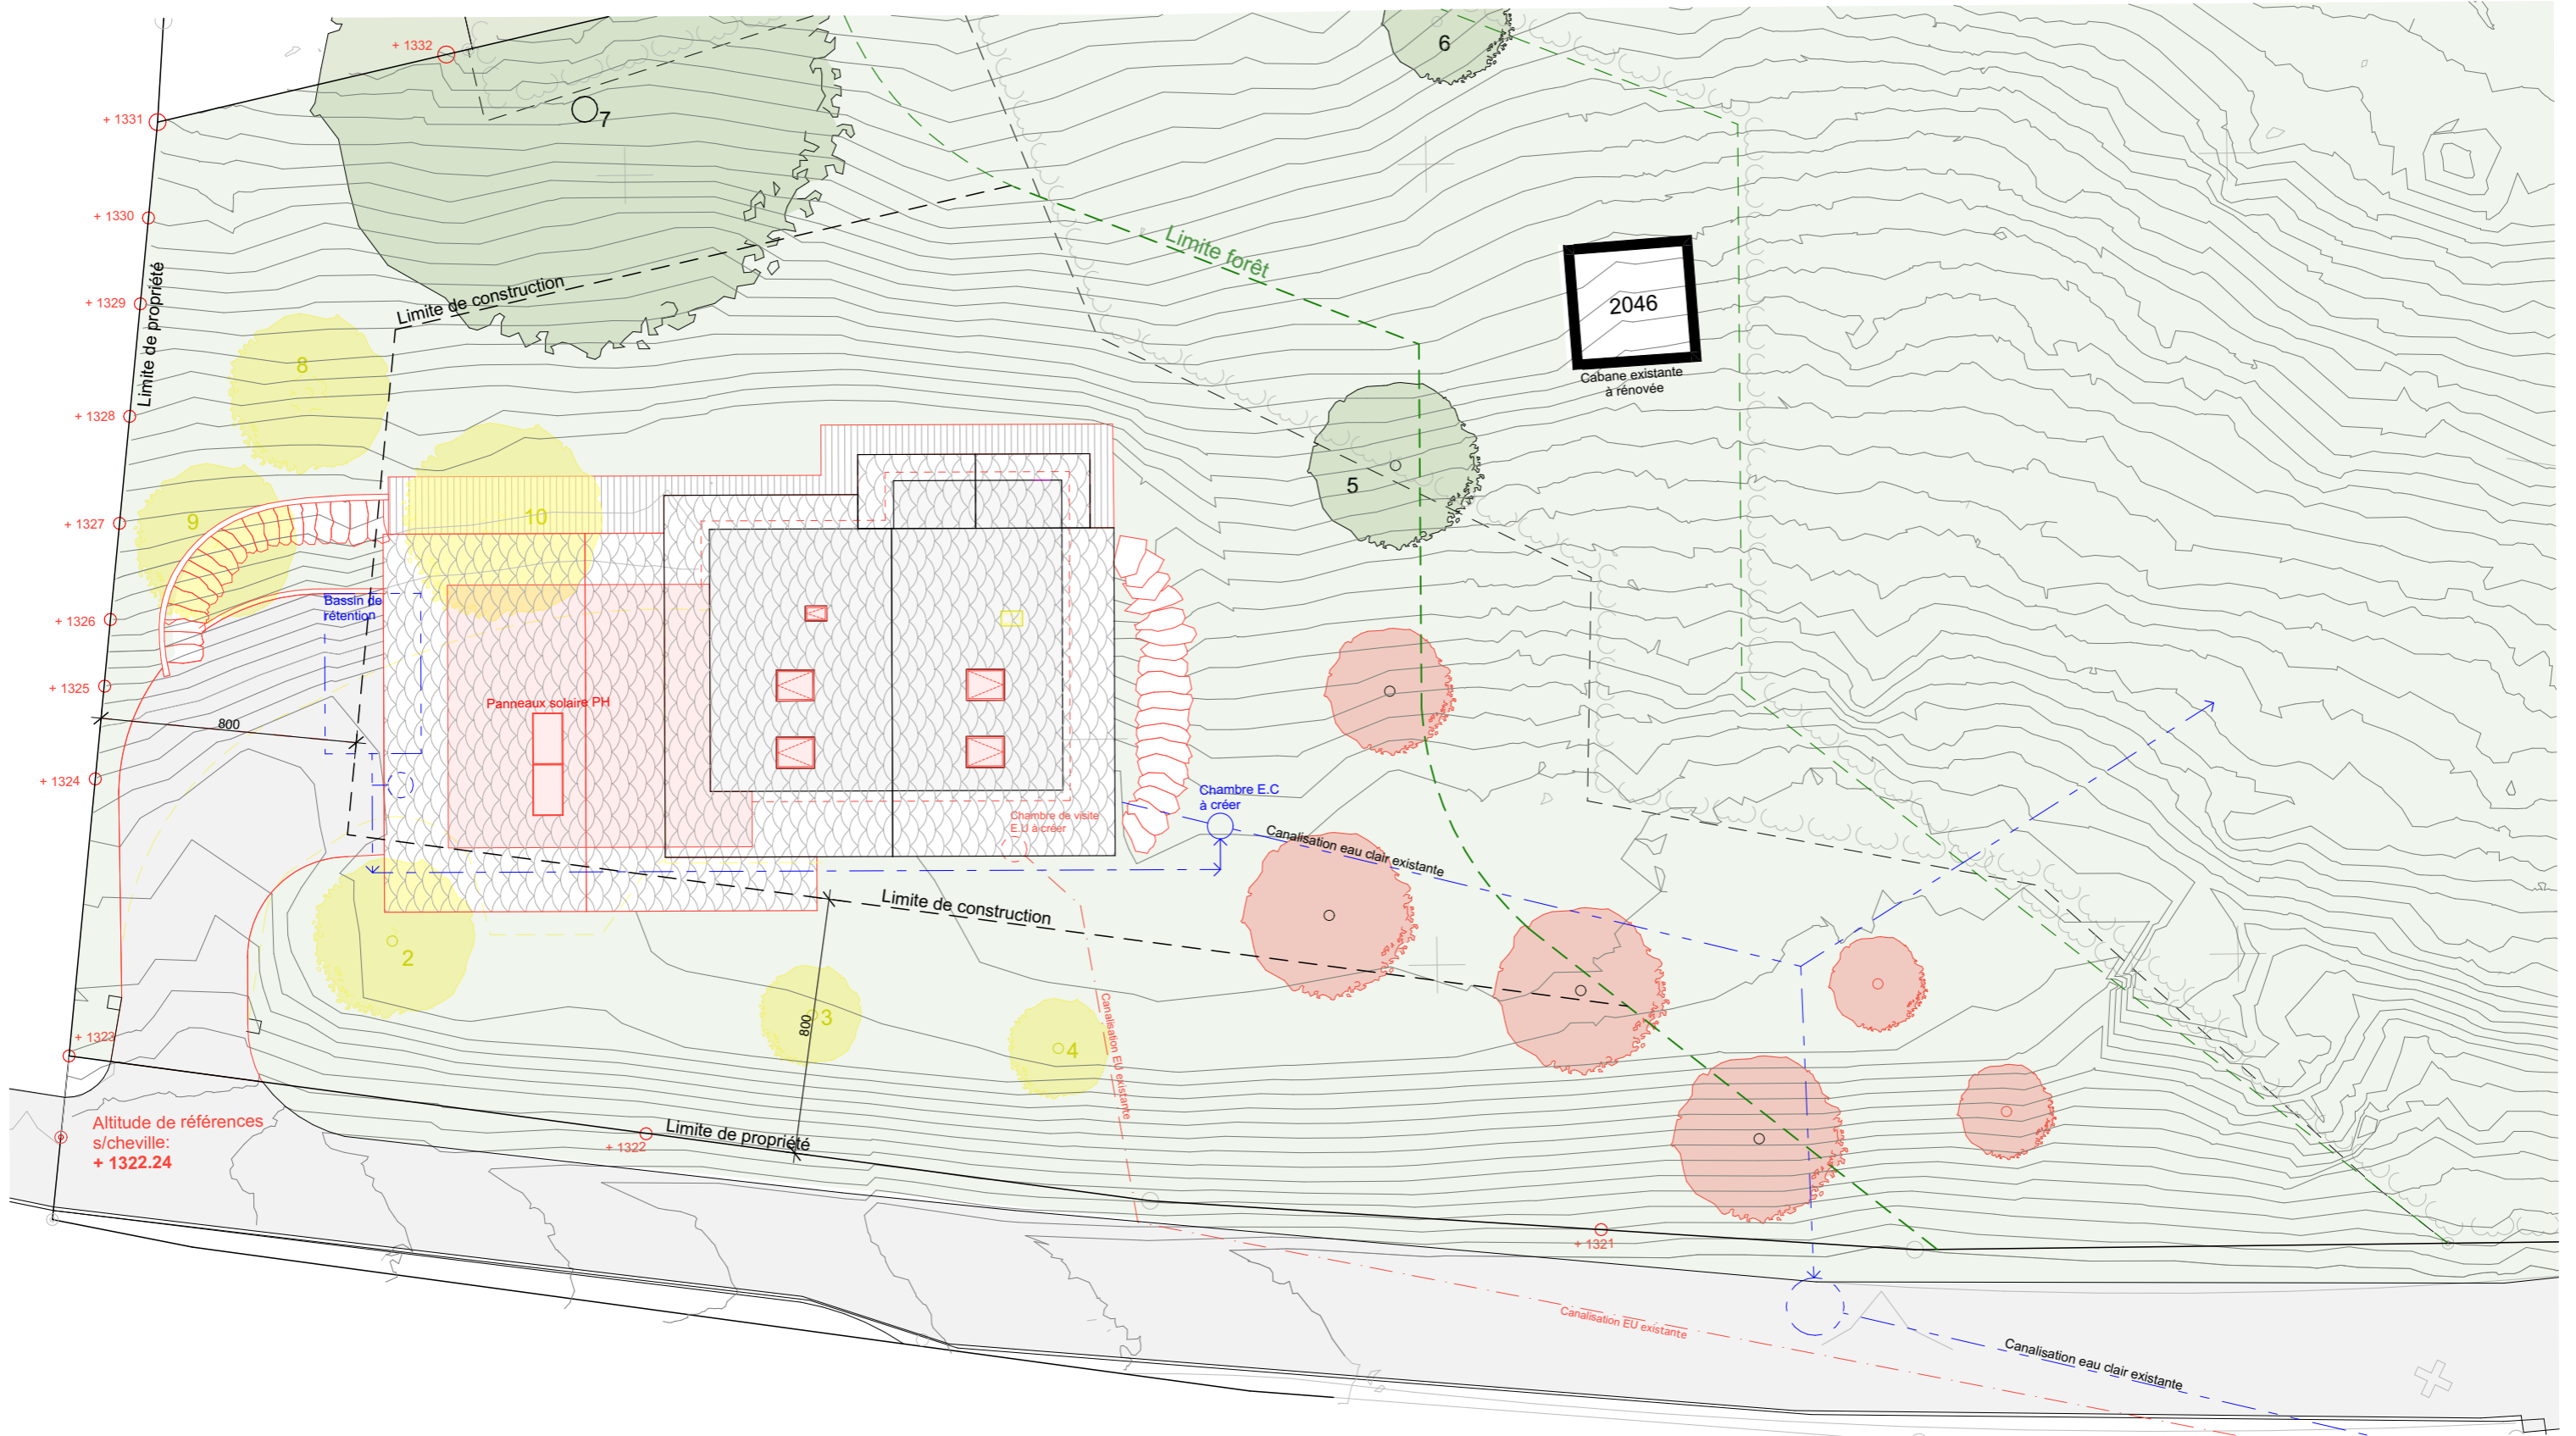 6
+ 1332
7
+ 1331
+ 1330
Limite forêt
Limite de propriété
+ 1329
Limite de construction
2046
8
Cabane existante
à rénovée
+ 1328
5
9
10
+ 1327
Bassin de
rétention
+ 1326
+ 1325
Panneaux solaire PH
800
+ 1324
Chambre E.C
à créer
Chambre de visite
E.U à créer
Canalisation eau clair existante
Limite de construction
2
3
800
4
Canalisation EU existante
+ 1323
Altitude de références
s/cheville:
+ 1322.24
+ 1322
Limite de propriété
+ 1321
Canalisation EU existante
Canalisation eau clair existante